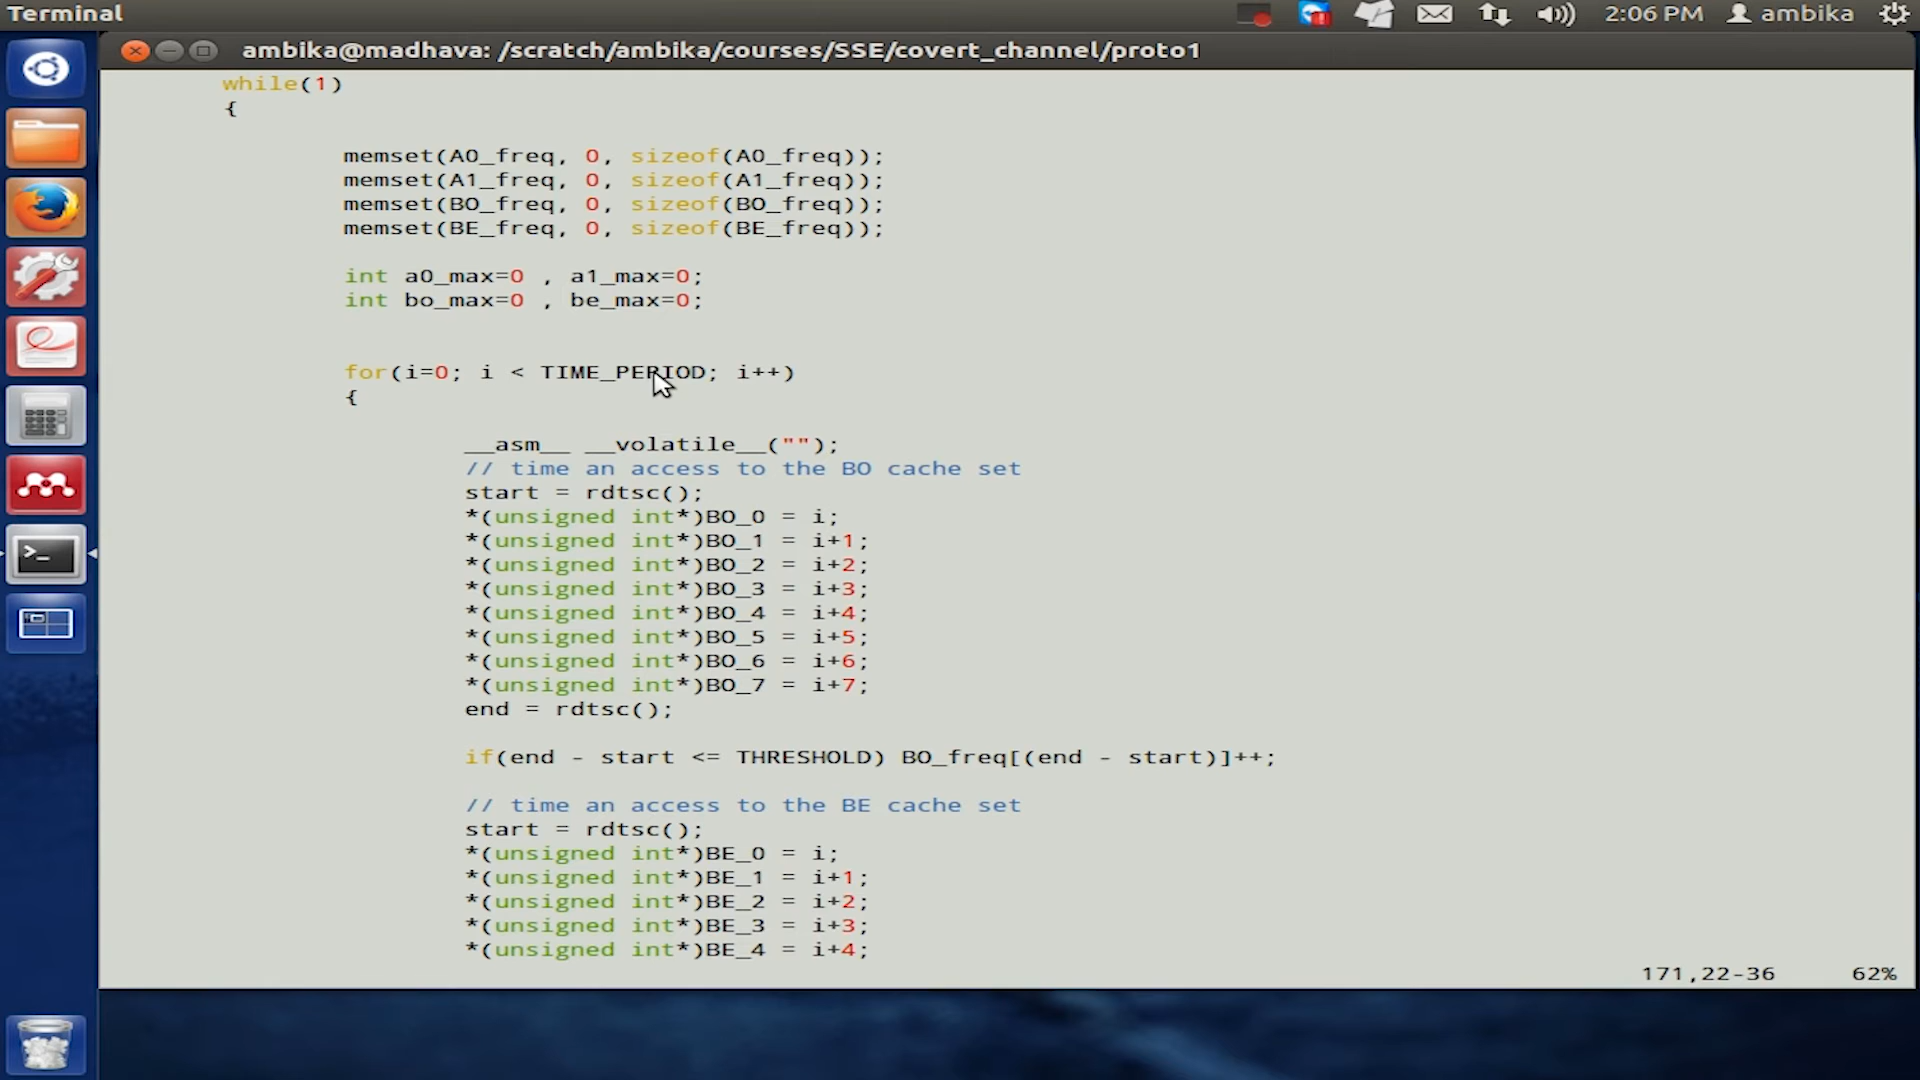 Terminal
2:06 PM ambika
ambika@madhava: /scratch/ambika/courses/SSE/covert_channel/proto1
while(1)
{
memset(A0_freq, 0, sizeof(A0_freq));
memset(A1_freq, 0, sizeof(A1_freq));
memset(BO_freq, 0, sizeof(BO_freq));
memset(BE_freq, 0, sizeof(BE_freq));
int a0_max=0 , a1_max=0;
int bo_max=0 , be_max=0;
for(i=0; i < TIME_PERIOD; i++)
{
__asm__ __volatile__("");
// time an access to the BO cache set
start = rdtsc();
*(unsigned int*)BO_0 = i;
*(unsigned int*)BO_1 = i+1;
*(unsigned int*)BO_2 = i+2;
*(unsigned int*)BO_3 = i+3;
*(unsigned int*)BO_4 = i+4;
*(unsigned int*)BO_5 = i+5;
*(unsigned int*)BO_6 = i+6;
*(unsigned int*)BO_7 = i+7;
end = rdtsc();
if(end - start <= THRESHOLD) BO_freq[(end - start)]++;
// time an access to the BE cache set
start = rdtsc();
*(unsigned int*)BE_0 = i;
*(unsigned int*)BE_1 = i+1;
*(unsigned int*)BE_2 = i+2;
*(unsigned int*)BE_3 = i+3;
*(unsigned int*)BE_4 = i+4;
171,22-36 62%